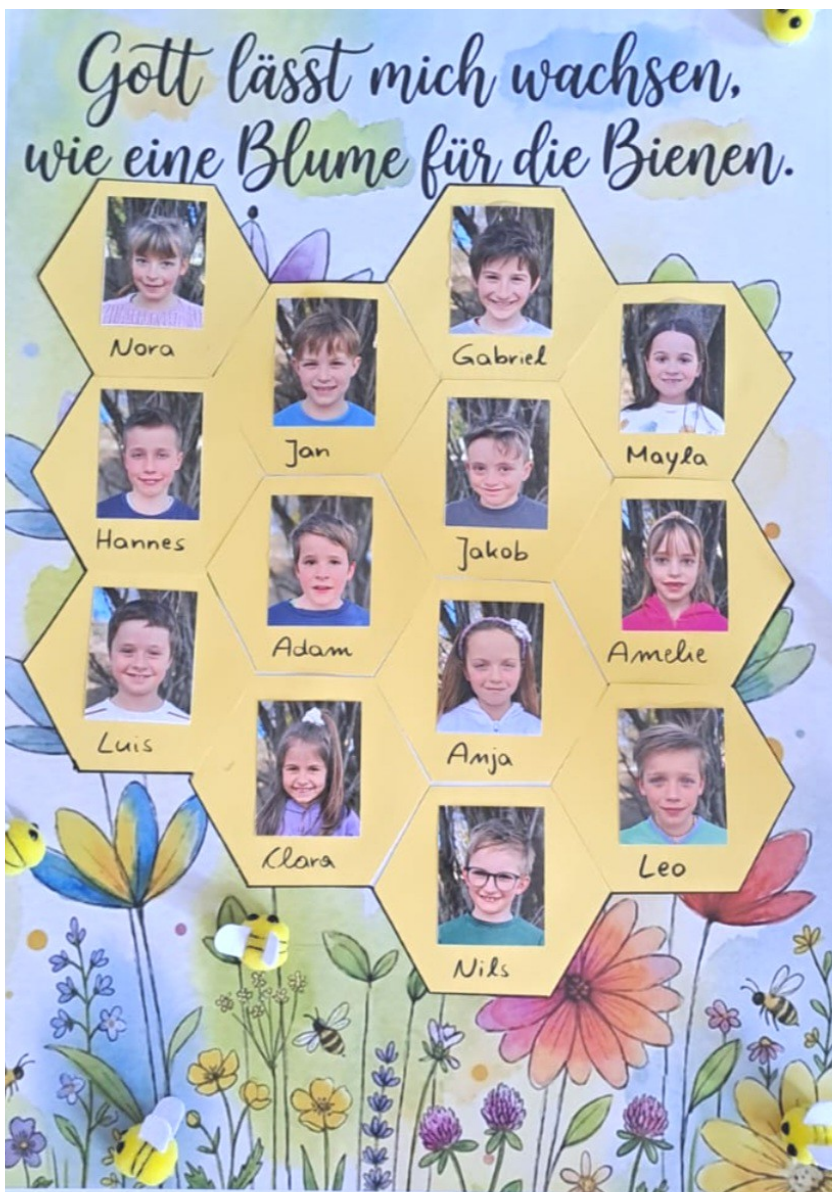 Gott lässt mich wachsen,
wie eine Blume für die Bienen.
Nora
Gabriel
Jan
Mayla
Hannes
Jakob
Adam
Amelie
Luis
Anja
Clara
Leo
Nils